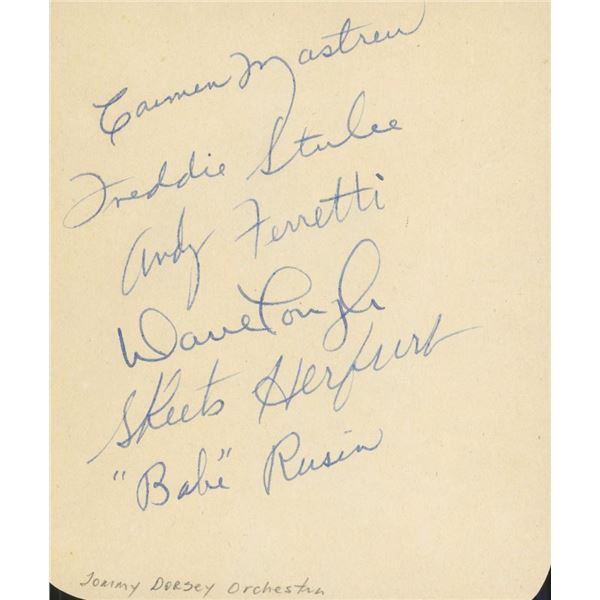 Carmen Mastren
Freddie Stulce
Andy Ferretti
Dave Tough
Skeets Herfurt
"Babe" Rusin
Tommy Dorsey Orchestra